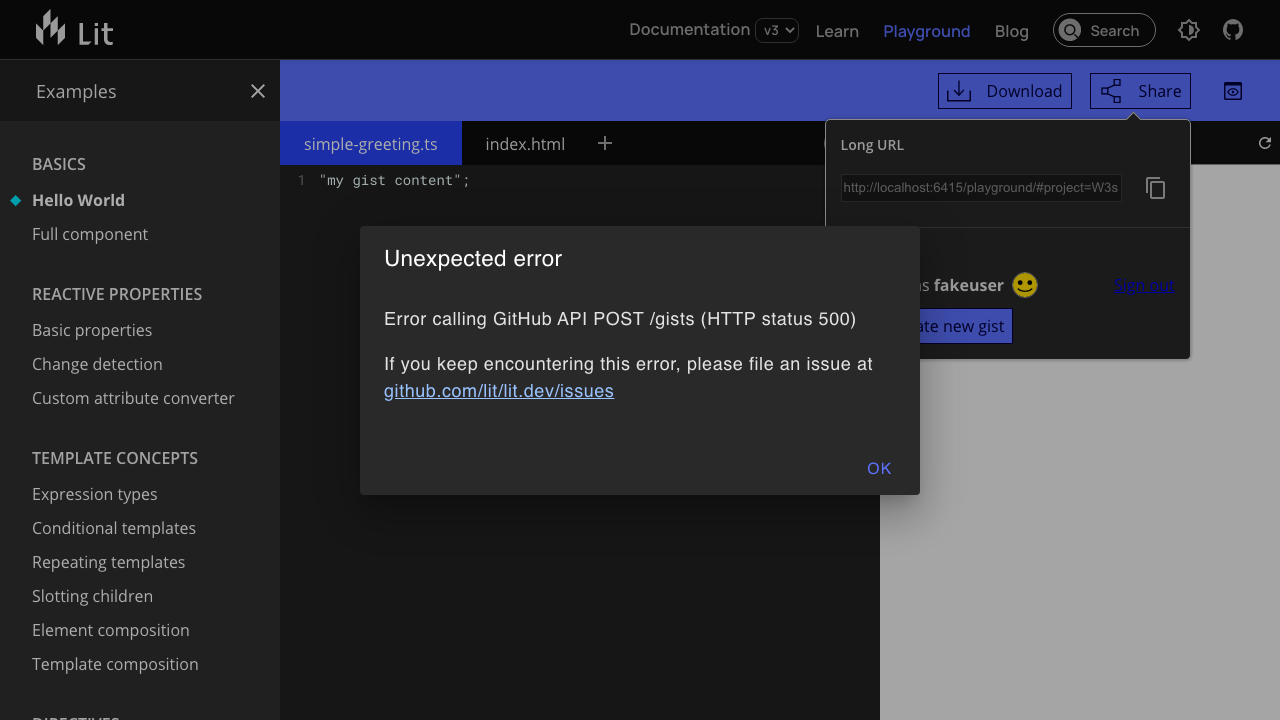 Lit
Documentation v3 Learn Playground Blog Search
Examples
Download Share
simple-greeting.ts index.html
1 "my gist content";
Long URL
http://localhost:6415/playground/#project=W3s
fakeuser Sign out
new gist
BASICS
Hello World
Full component
REACTIVE PROPERTIES
Basic properties
Change detection
Custom attribute converter
TEMPLATE CONCEPTS
Expression types
Conditional templates
Repeating templates
Slotting children
Element composition
Template composition
DIRECTIVES
Unexpected error
Error calling GitHub API POST /gists (HTTP status 500)
If you keep encountering this error, please file an issue at
github.com/lit/lit.dev/issues
OK